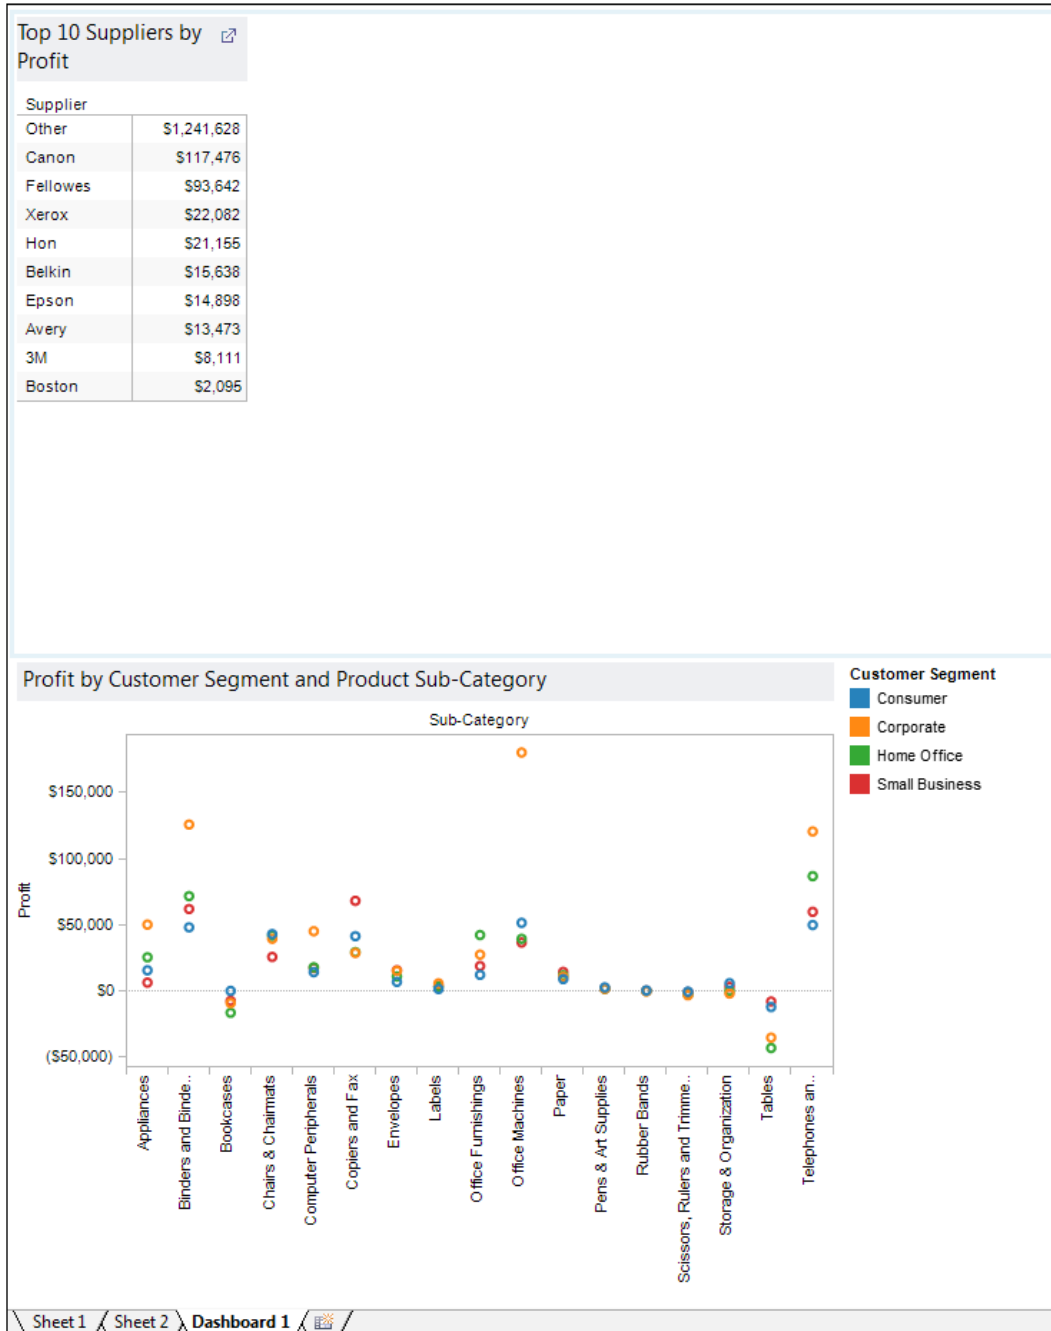 Top 10 Suppliers by
Profit
Supplier
Other $1,241,628
Canon $117,476
Fellowes $93,642
Xerox $22,082
Hon $21,155
Belkin $15,638
Epson $14,898
Avery $13,473
3M $8,111
Boston $2,095
Profit by Customer Segment and Product Sub-Category
Customer Segment
Consumer
Corporate
Home Office
Small Business
Sub-Category
Profit
$150,000
$100,000
$50,000
$0
($50,000)
Appliances
Binders and Binde..
Bookcases
Chairs & Chairmats
Computer Peripherals
Copiers and Fax
Envelopes
Labels
Office Furnishings
Office Machines
Paper
Pens & Art Supplies
Rubber Bands
Scissors, Rulers and Trimme..
Storage & Organization
Tables
Telephones an..
Sheet 1 Sheet 2 Dashboard 1